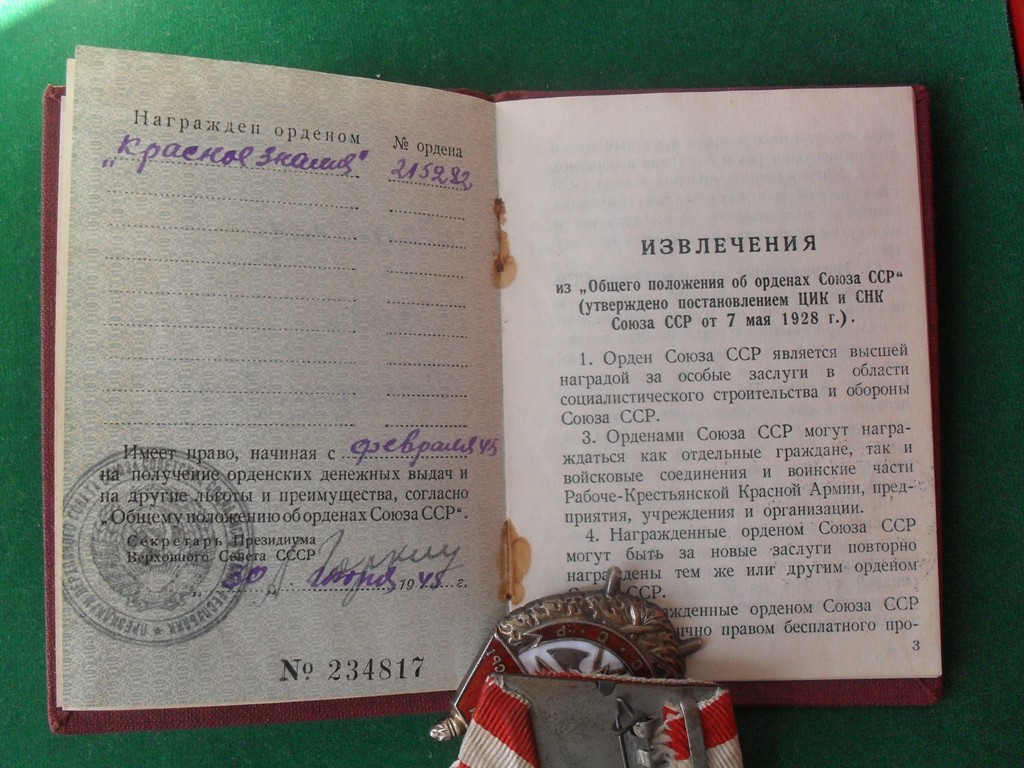 Награжден орденом
№ ордена
„Красное знамя"
215282
Имеет право, начиная с февраля 45
на получение орденских денежных выдач и
на другие льготы и преимущества, согласно
„Общему положению об орденах Союза ССР".
Секретарь Президиума
Верховного Совета СССР
„30" 1945 г.
№ 234817
ИЗВЛЕЧЕНИЯ
из „Общего положения об орденах Союза ССР"
(утверждено постановлением ЦИК и СНК
Союза ССР от 7 мая 1928 г.).
1. Орден Союза ССР является высшей
наградой за особые заслуги в области
социалистического строительства и обороны
Союза ССР.
3. Орденами Союза ССР могут награ-
ждаться как отдельные граждане, так и
войсковые соединения и воинские части
Рабоче-Крестьянской Красной Армии, пред-
приятия, учреждения и организации.
4. Награжденные орденом Союза ССР
могут быть за новые заслуги повторно
награждены тем же или другим орденом
ССР.
орденом Союза ССР
правом бесплатного про-
3